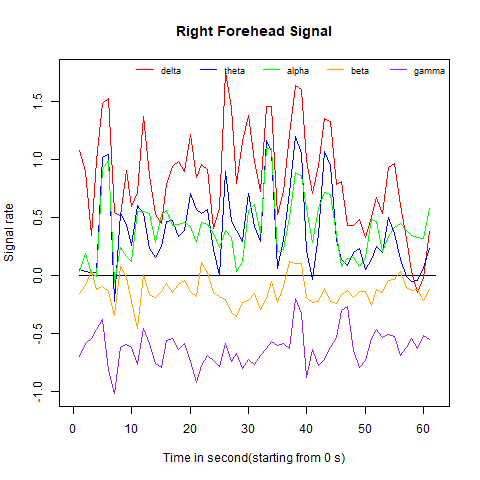 Right Forehead Signal
delta theta alpha beta gamma
Signal rate
1.5
1.0
0.5
0.0
-0.5
-1.0
0 10 20 30 40 50 60
Time in second(starting from 0 s)